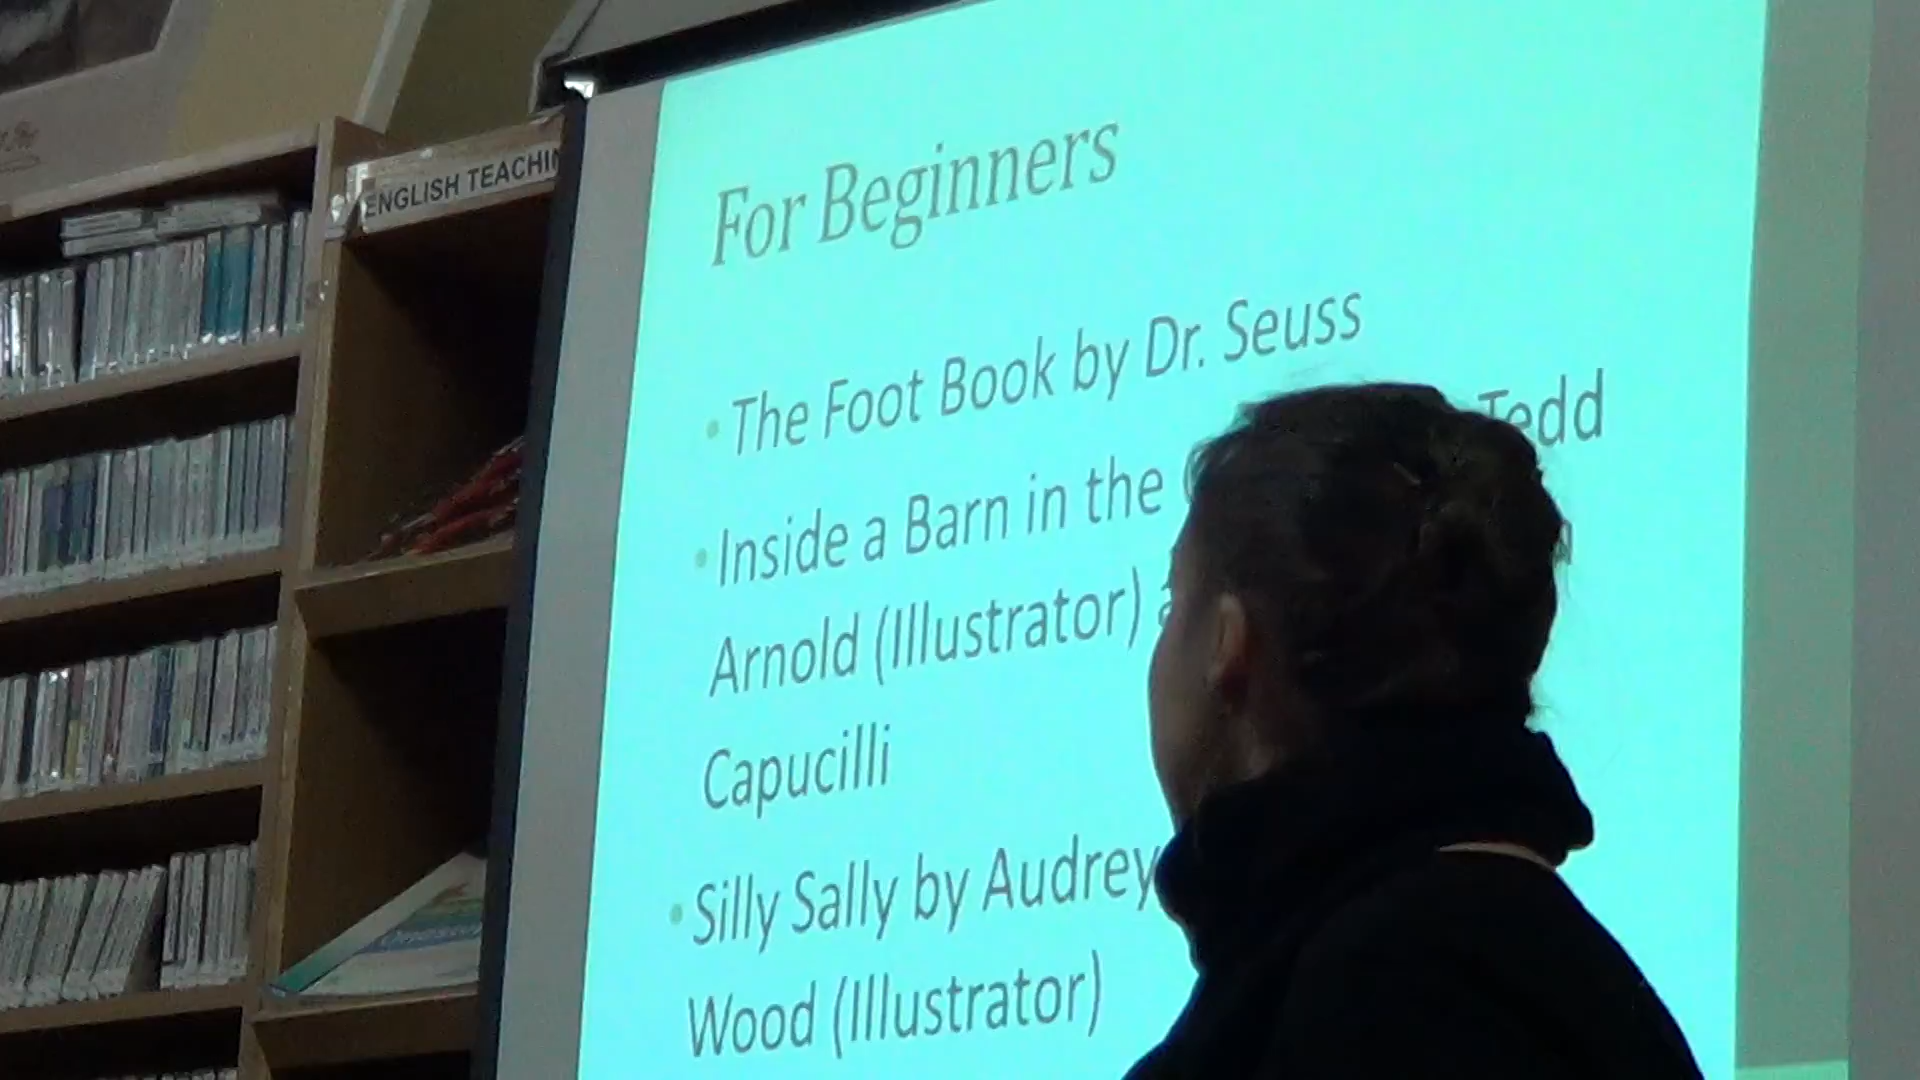 ENGLISH TEACHIN
For Beginners
The Foot Book by Dr. Seuss
Inside a Barn in the Tedd
Arnold (Illustrator)
Capucilli
Silly Sally by Audrey
Wood (Illustrator)